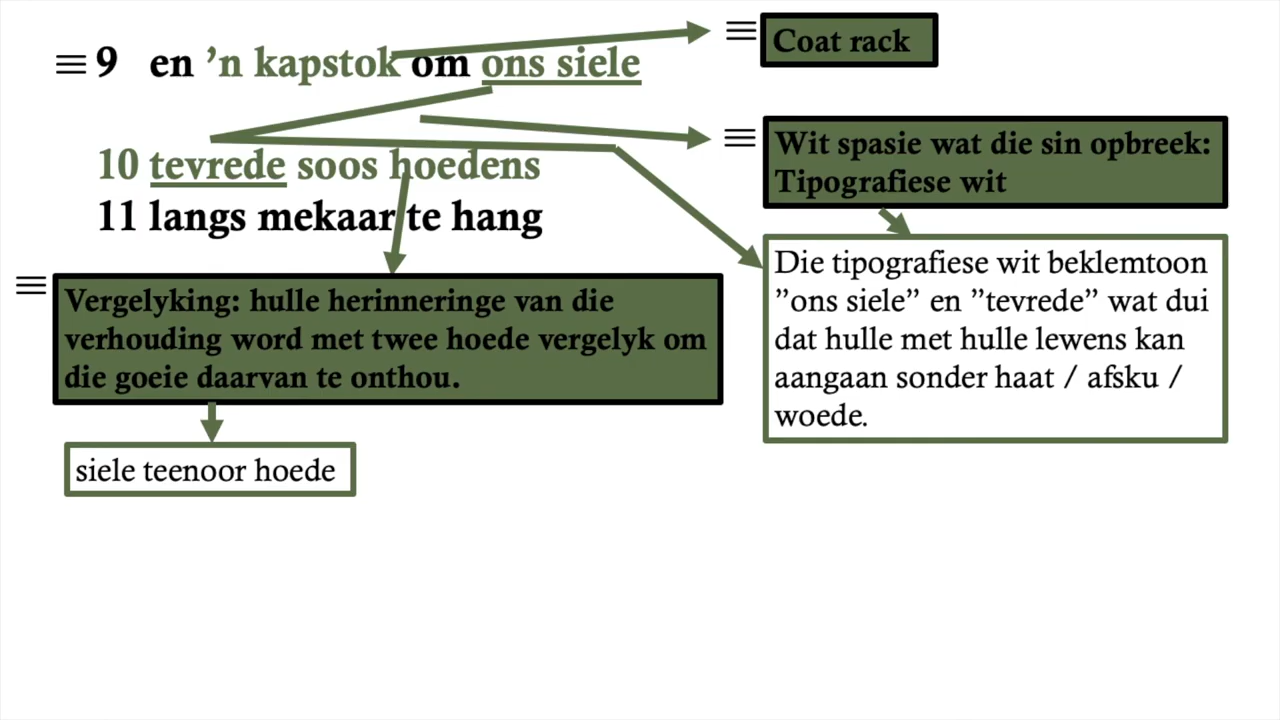 9 en ’n kapstok om ons siele
10 tevrede soos hoedens
11 langs mekaar te hang
Coat rack
Wit spasie wat die sin opbreek:
Tipografiese wit
Die tipografiese wit beklemtoon
”ons siele” en ”tevrede” wat dui
dat hulle met hulle lewens kan
aangaan sonder haat / afsku /
woede.
Vergelyking: hulle herinneringe van die
verhouding word met twee hoede vergelyk om
die goeie daarvan te onthou.
siele teenoor hoede